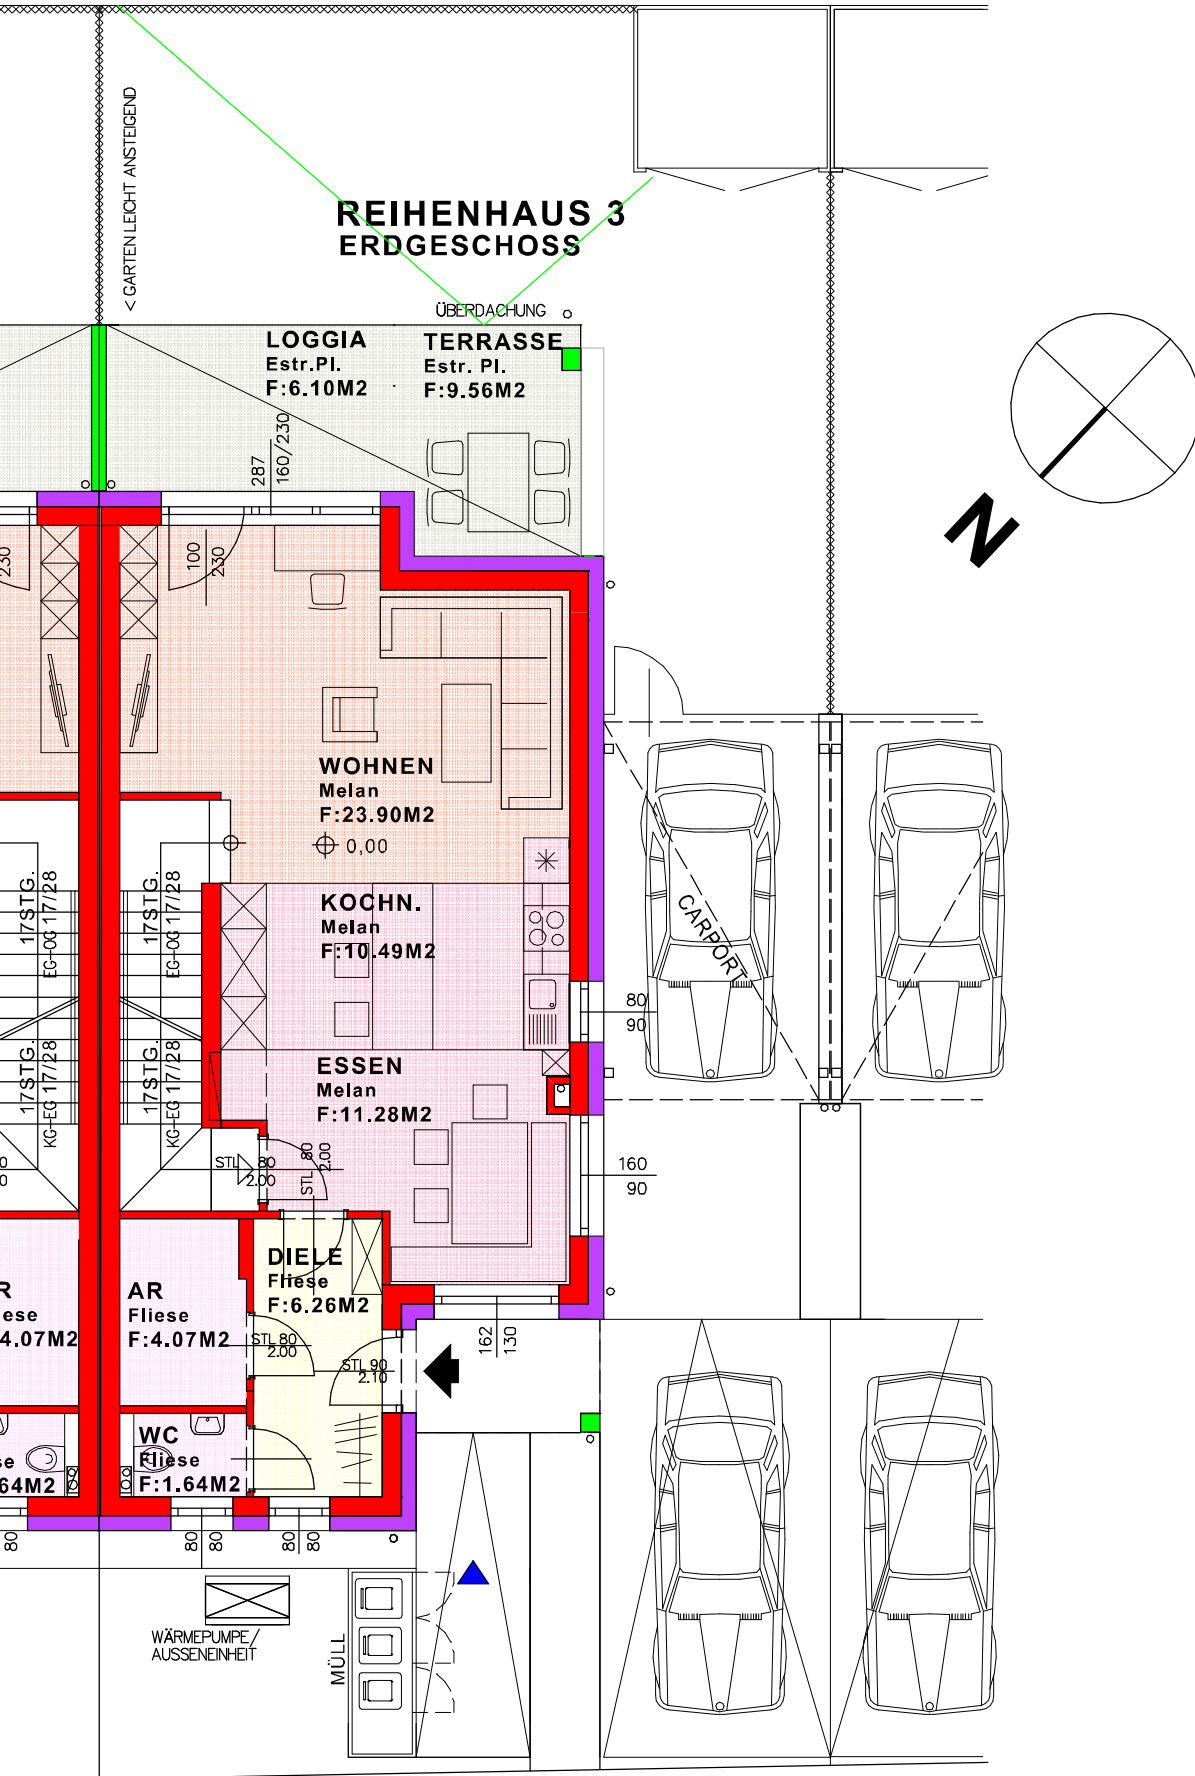 < GARTEN LEICHT ANSTEIGEND
REIHENHAUS 3
ERDGESCHOSS
ÜBERDACHUNG
LOGGIA
Estr.Pl.
F:6.10M2
TERRASSE
Estr. Pl.
F:9.56M2
287
160/230
N
230
100
230
WOHNEN
Melan
F:23.90M2
0,00
17STG.
EG-OG 17/28
17STG.
EG-OG 17/28
KOCHN.
Melan
F:10.49M2
CARPORT
80
90
17STG.
KG-EG 17/28
17STG.
KG-EG 17/28
ESSEN
Melan
F:11.28M2
STL 80
2.00
STL 80
2.00
160
90
DIELE
Fliese
F:6.26M2
R
ese
4.07M2
AR
Fliese
F:4.07M2
STL 80
2.00
STL 90
2.10
162
130
WC
Fliese
F:1.64M2
se
64M2
80
80
80
80
80
WÄRMEPUMPE/
AUSSENEINHEIT
MÜLL